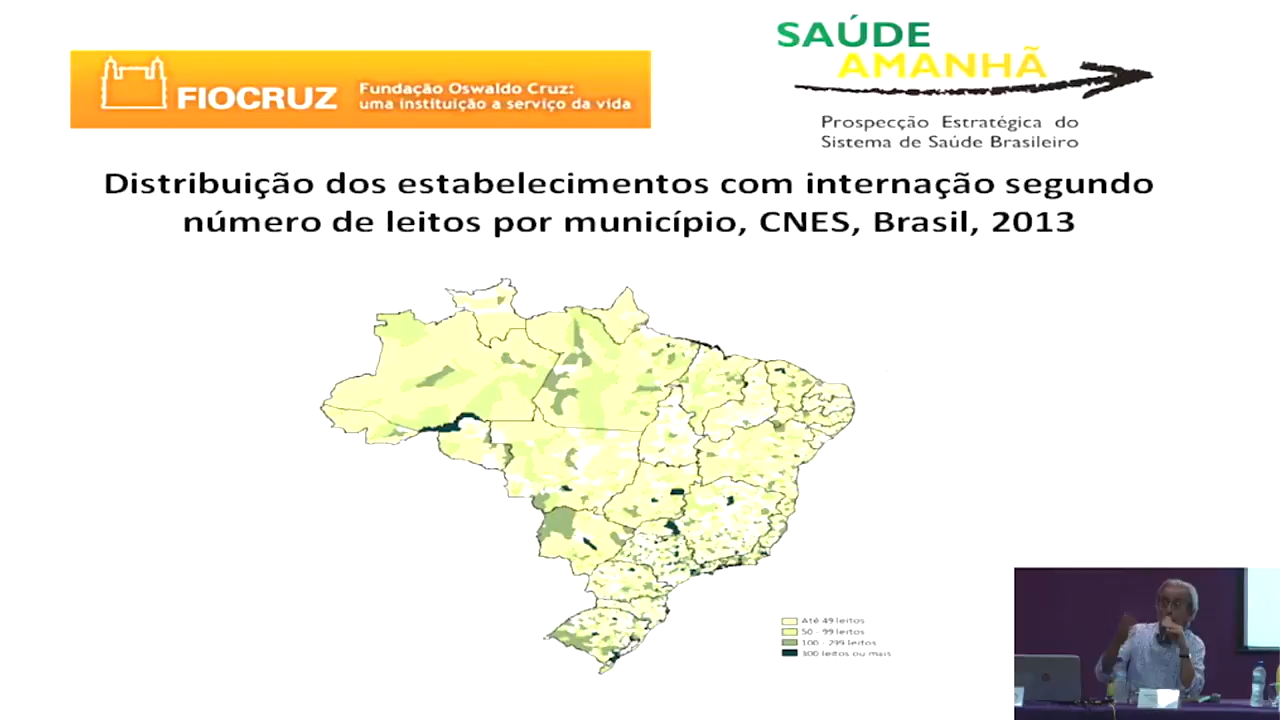 SAÚDE
AMANHÃ
Prospecção Estratégica do
Sistema de Saúde Brasileiro
FIOCRUZ
Fundação Oswaldo Cruz:
uma instituição a serviço da vida
Distribuição dos estabelecimentos com internação segundo
número de leitos por município, CNES, Brasil, 2013
Até 49 leitos
50 - 99 leitos
100 - 299 leitos
300 leitos ou mais